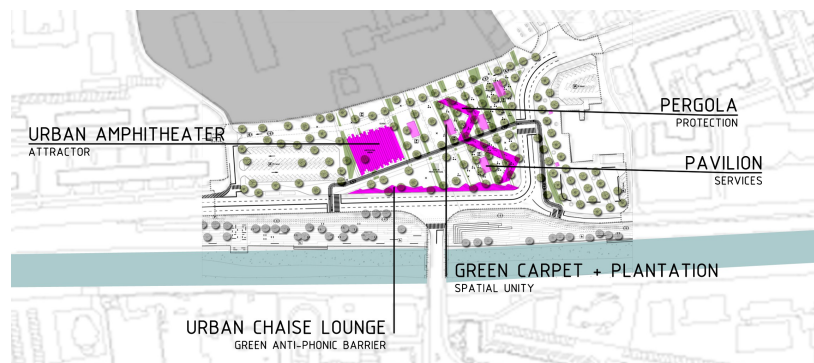 PERGOLA
PROTECTION
URBAN AMPHITHEATER
ATTRACTOR
PAVILION
SERVICES
GREEN CARPET + PLANTATION
SPATIAL UNITY
URBAN CHAISE LOUNGE
GREEN ANTI-PHONIC BARRIER